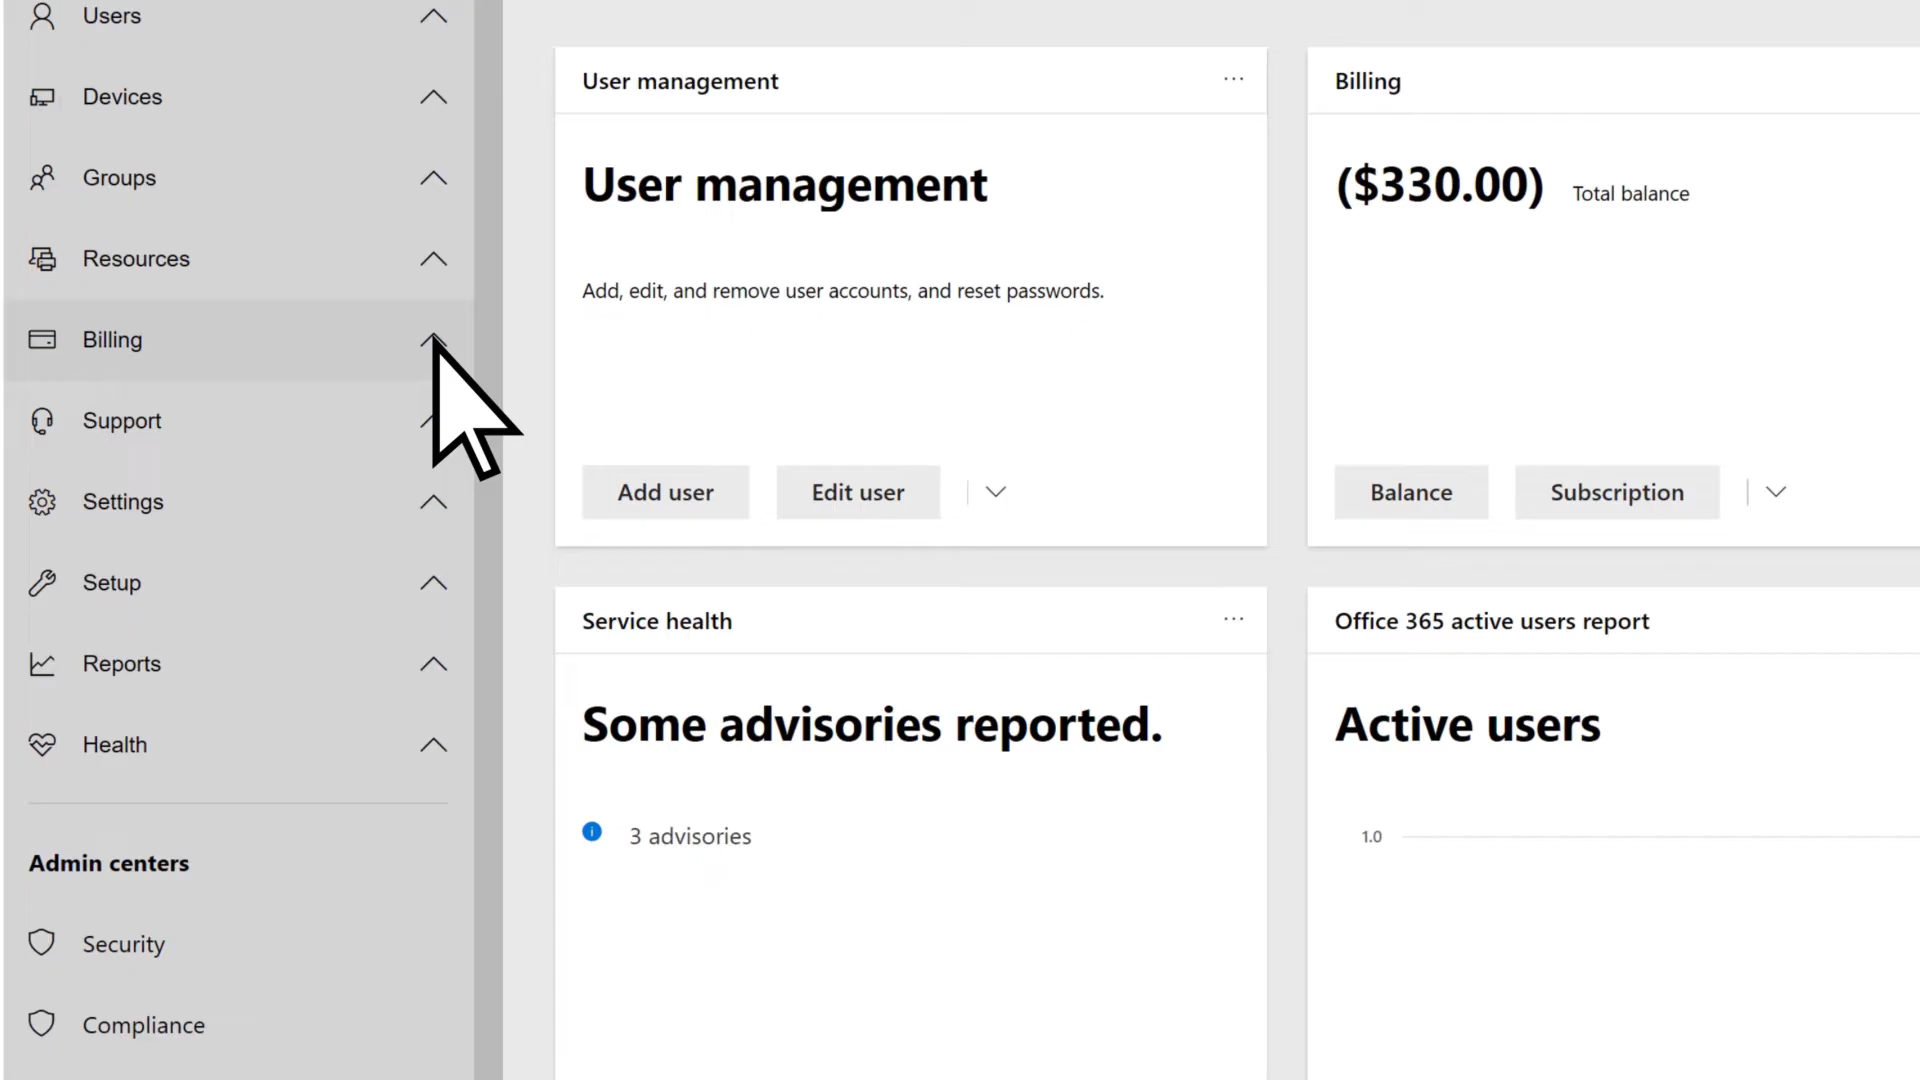 Users
Devices
Groups
Resources
Billing
Support
Settings
Setup
Reports
Health
Admin centers
Security
Compliance
User management
User management
Add, edit, and remove user accounts, and reset passwords.
Add user Edit user
Billing
($330.00) Total balance
Balance Subscription
Service health
Some advisories reported.
3 advisories
Office 365 active users report
Active users
1.0